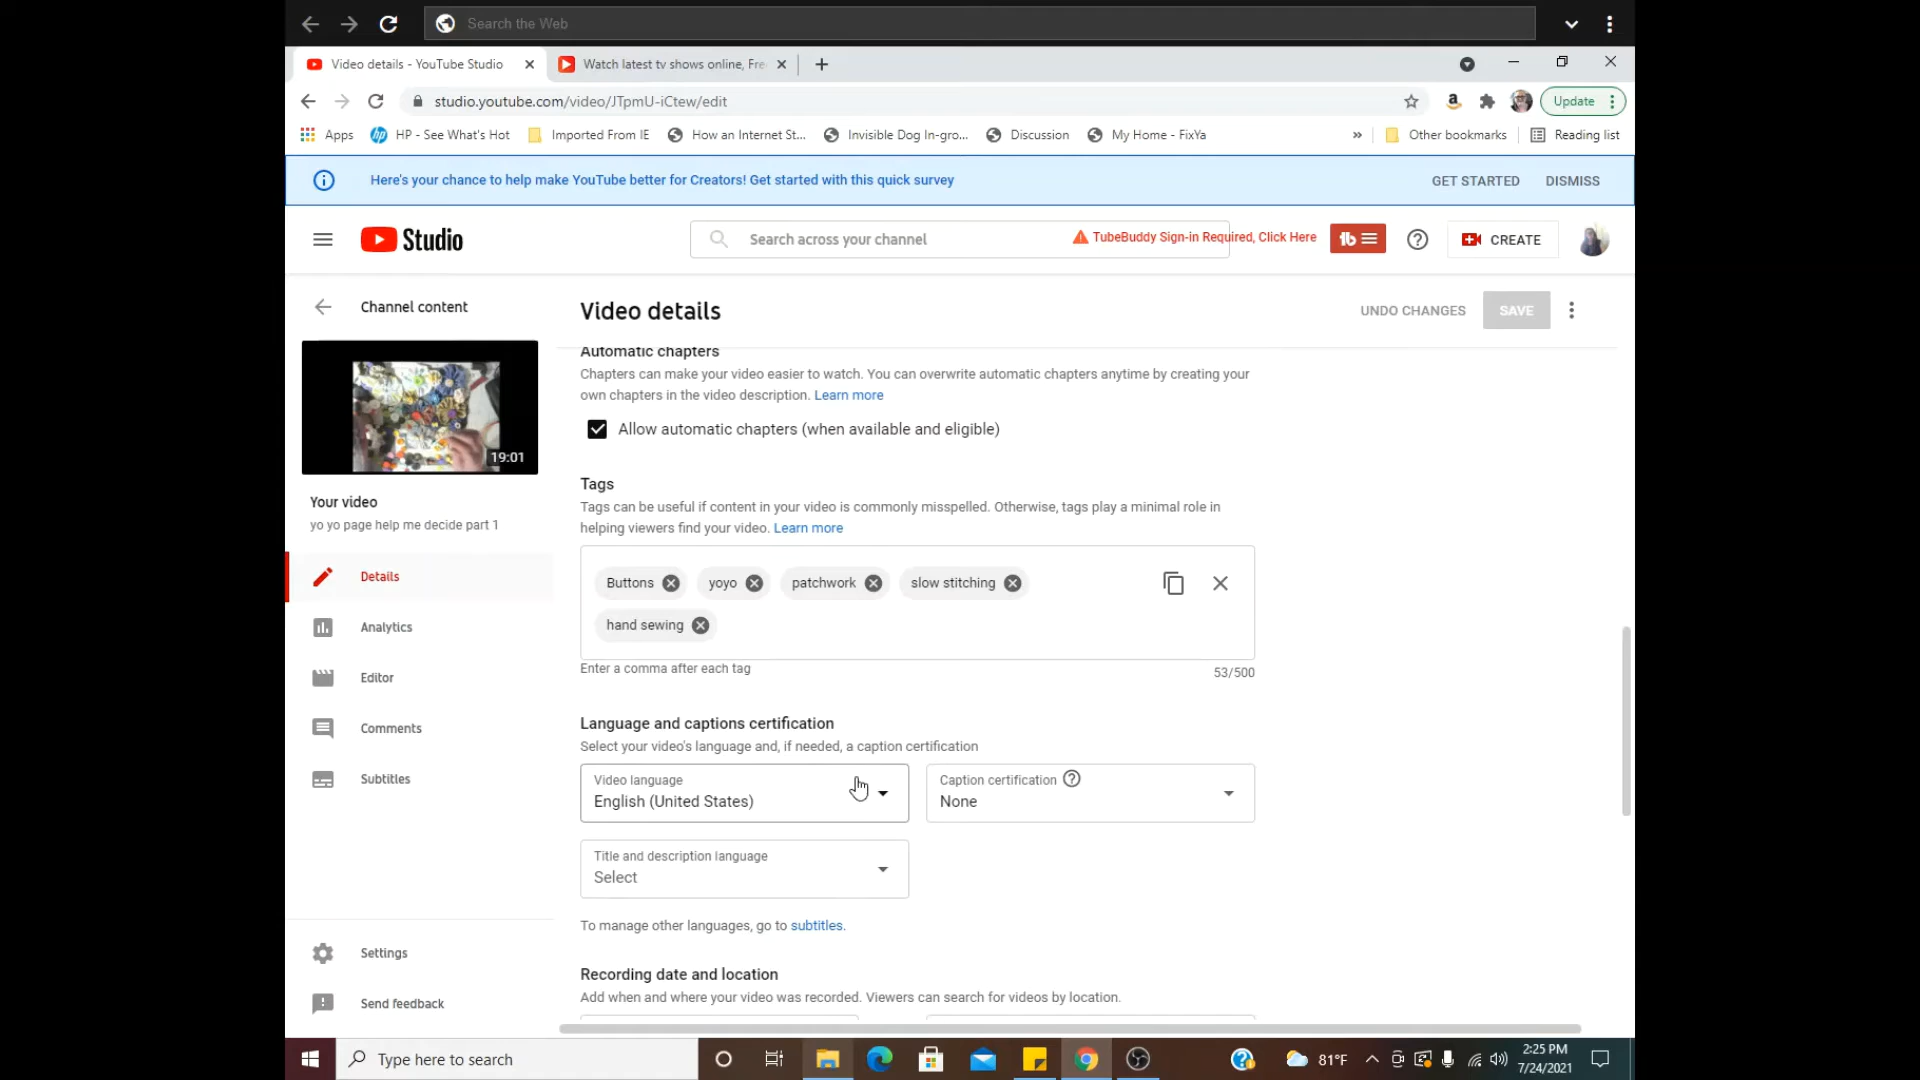 Search the Web
Video details - YouTube Studio
Watch latest tv shows online, Fre
studio.youtube.com/video/JTpmU-iCtew/edit
Update
Apps
HP - See What's Hot
Imported From IE
How an Internet St...
Invisible Dog In-gro...
Discussion
My Home - FixYa
»
Other bookmarks
Reading list
Here's your chance to help make YouTube better for Creators! Get started with this quick survey
GET STARTED
DISMISS
Studio
Search across your channel
TubeBuddy Sign-in Required, Click Here
tb
CREATE
Channel content
Video details
UNDO CHANGES
SAVE
19:01
Your video
yo yo page help me decide part 1
Details
Analytics
Editor
Comments
Subtitles
Settings
Send feedback
Automatic chapters
Chapters can make your video easier to watch. You can overwrite automatic chapters anytime by creating your
own chapters in the video description. Learn more
Allow automatic chapters (when available and eligible)
Tags
Tags can be useful if content in your video is commonly misspelled. Otherwise, tags play a minimal role in
helping viewers find your video. Learn more
Buttons
yoyo
patchwork
slow stitching
hand sewing
Enter a comma after each tag
53/500
Language and captions certification
Select your video's language and, if needed, a caption certification
Video language
English (United States)
Caption certification
None
Title and description language
Select
To manage other languages, go to subtitles.
Recording date and location
Add when and where your video was recorded. Viewers can search for videos by location.
Type here to search
81°F
2:25 PM
7/24/2021